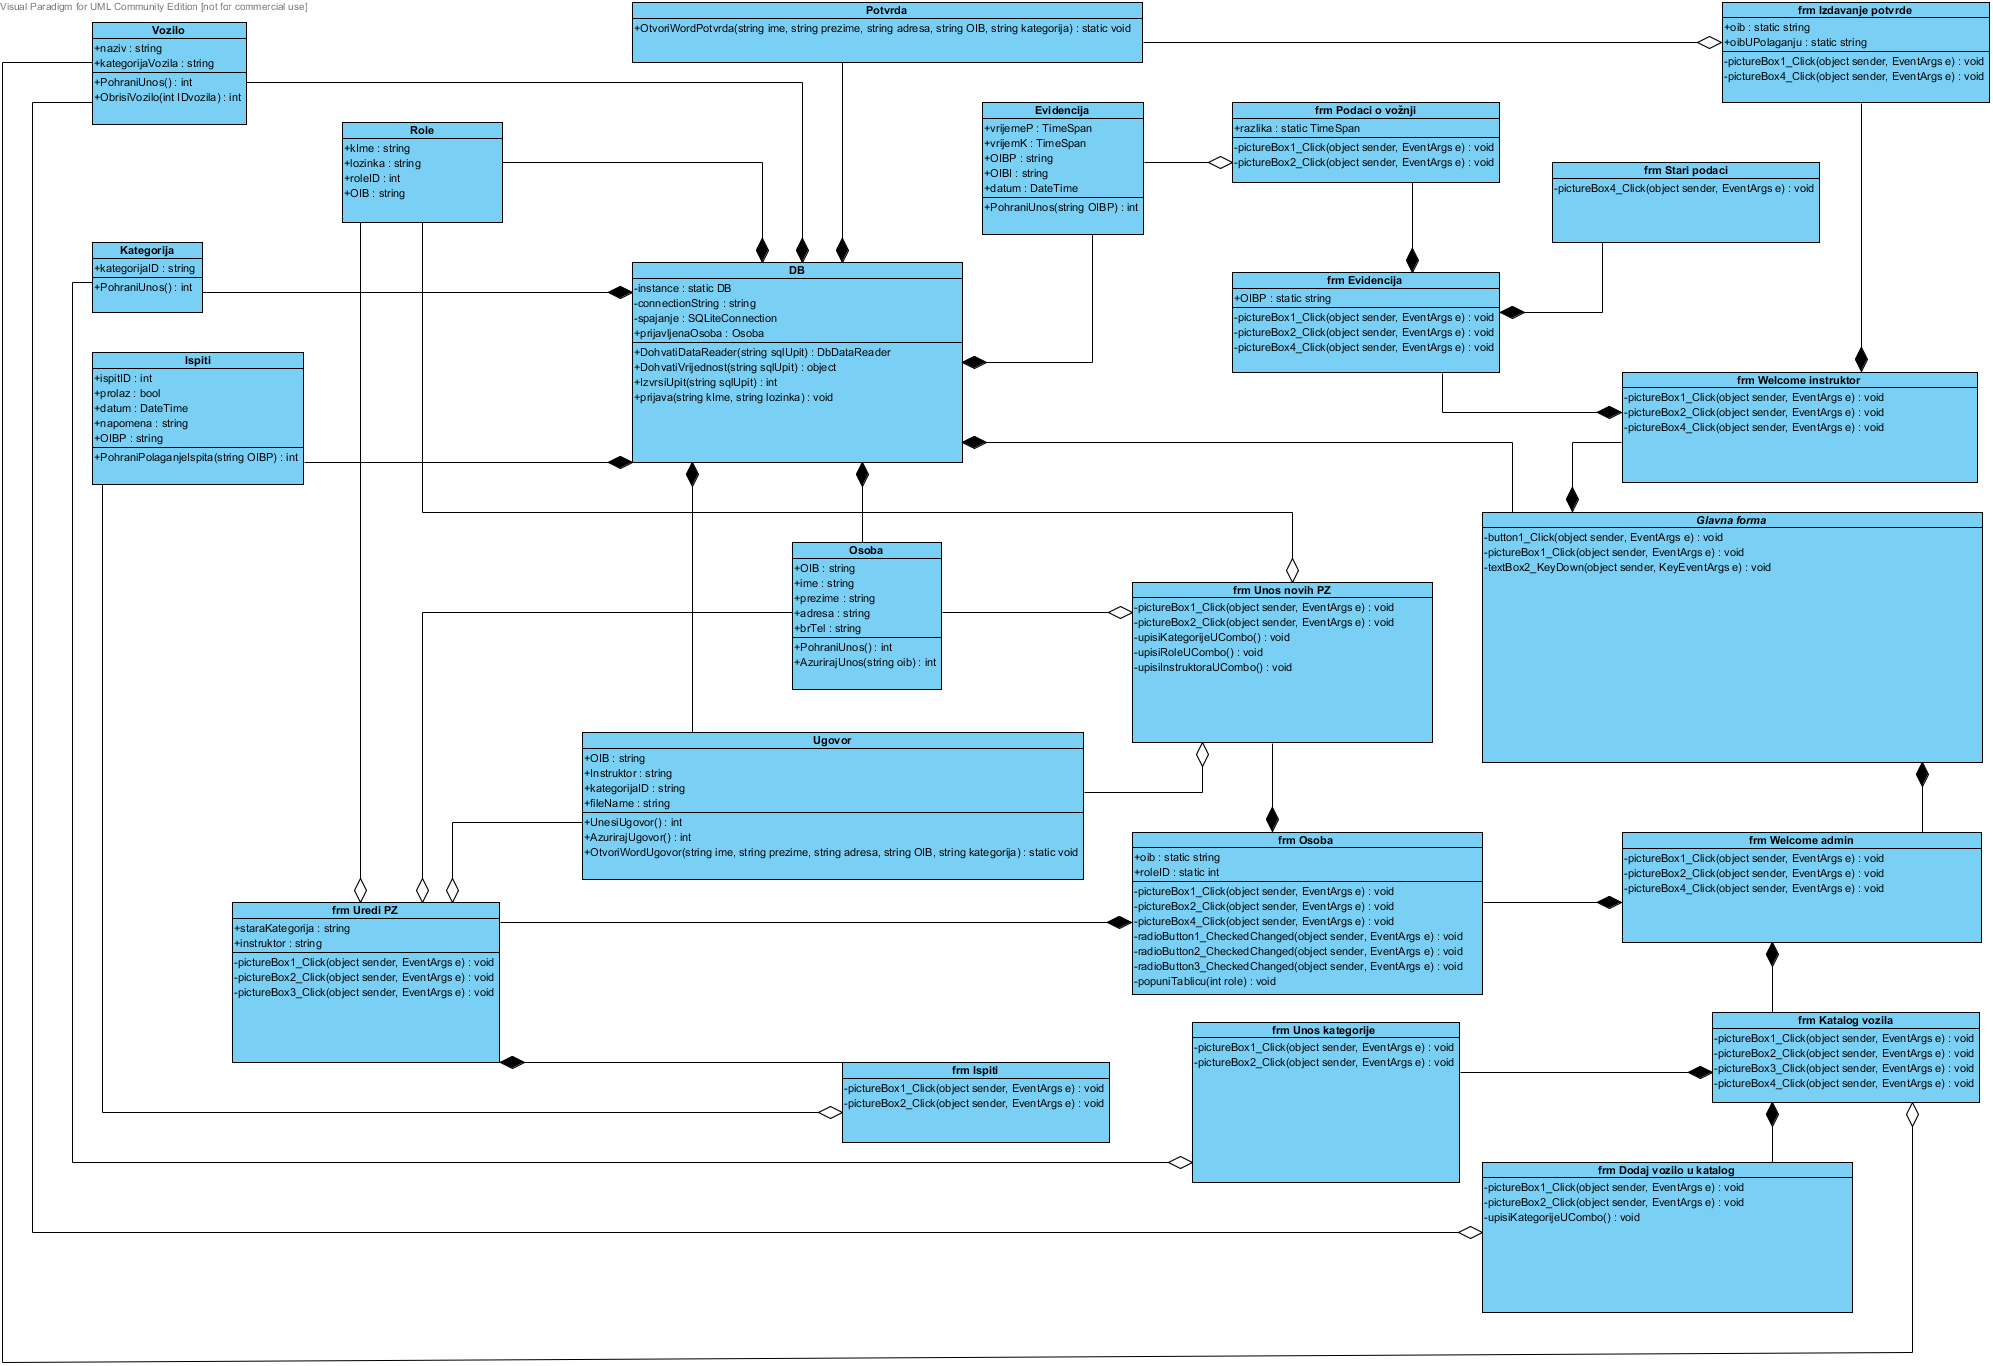 Visual Paradigm for UML Community Edition [not for commercial use]
Vozilo
+naziv : string
+kategorijaVozila : string
+PohraniUnos() : int
+ObrisiVozilo(int IDvozila) : int
Potvrda
+OtvoriWordPotvrda(string ime, string prezime, string adresa, string OIB, string kategorija) : static void
frm Izdavanje potvrde
+oib : static string
+oibUPolaganju : static string
-pictureBox1_Click(object sender, EventArgs e) : void
-pictureBox4_Click(object sender, EventArgs e) : void
Role
+kIme : string
+lozinka : string
+roleID : int
+OIB : string
Evidencija
+vrijemeP : TimeSpan
+vrijemK : TimeSpan
+OIBP : string
+OIBI : string
+datum : DateTime
+PohraniUnos(string OIBP) : int
frm Podaci o vožnji
+razlika : static TimeSpan
-pictureBox1_Click(object sender, EventArgs e) : void
-pictureBox2_Click(object sender, EventArgs e) : void
frm Stari podaci
-pictureBox4_Click(object sender, EventArgs e) : void
Kategorija
+kategorijaID : string
+PohraniUnos() : int
DB
-instance : static DB
-connectionString : string
-spajanje : SQLiteConnection
+prijavljenaOsoba : Osoba
+DohvatiDataReader(string sqlUpit) : DbDataReader
+DohvatiVrijednost(string sqlUpit) : object
+IzvrsiUpit(string sqlUpit) : int
+prijava(string kIme, string lozinka) : void
frm Evidencija
+OIBP : static string
-pictureBox1_Click(object sender, EventArgs e) : void
-pictureBox2_Click(object sender, EventArgs e) : void
-pictureBox4_Click(object sender, EventArgs e) : void
Ispiti
+ispitID : int
+prolaz : bool
+datum : DateTime
+napomena : string
+OIBP : string
+PohraniPolaganjeIspita(string OIBP) : int
frm Welcome instruktor
-pictureBox1_Click(object sender, EventArgs e) : void
-pictureBox2_Click(object sender, EventArgs e) : void
-pictureBox4_Click(object sender, EventArgs e) : void
Glavna forma
-button1_Click(object sender, EventArgs e) : void
-pictureBox1_Click(object sender, EventArgs e) : void
-textBox2_KeyDown(object sender, KeyEventArgs e) : void
Osoba
+OIB : string
+ime : string
+prezime : string
+adresa : string
+brTel : string
+PohraniUnos() : int
+AzurirajUnos(string oib) : int
frm Unos novih PZ
-pictureBox1_Click(object sender, EventArgs e) : void
-pictureBox2_Click(object sender, EventArgs e) : void
-upisiKategorijeUCombo() : void
-upisiRoleUCombo() : void
-upisiInstruktoraUCombo() : void
Ugovor
+OIB : string
+Instruktor : string
+kategorijaID : string
+fileName : string
+UnesiUgovor() : int
+AzurirajUgovor() : int
+OtvoriWordUgovor(string ime, string prezime, string adresa, string OIB, string kategorija) : static void
frm Osoba
+oib : static string
+roleID : static int
-pictureBox1_Click(object sender, EventArgs e) : void
-pictureBox2_Click(object sender, EventArgs e) : void
-pictureBox4_Click(object sender, EventArgs e) : void
-radioButton1_CheckedChanged(object sender, EventArgs e) : void
-radioButton2_CheckedChanged(object sender, EventArgs e) : void
-radioButton3_CheckedChanged(object sender, EventArgs e) : void
-popuniTablicu(int role) : void
frm Welcome admin
-pictureBox1_Click(object sender, EventArgs e) : void
-pictureBox2_Click(object sender, EventArgs e) : void
-pictureBox4_Click(object sender, EventArgs e) : void
frm Uredi PZ
+staraKategorija : string
+instruktor : string
-pictureBox1_Click(object sender, EventArgs e) : void
-pictureBox2_Click(object sender, EventArgs e) : void
-pictureBox3_Click(object sender, EventArgs e) : void
frm Katalog vozila
-pictureBox1_Click(object sender, EventArgs e) : void
-pictureBox2_Click(object sender, EventArgs e) : void
-pictureBox3_Click(object sender, EventArgs e) : void
-pictureBox4_Click(object sender, EventArgs e) : void
frm Unos kategorije
-pictureBox1_Click(object sender, EventArgs e) : void
-pictureBox2_Click(object sender, EventArgs e) : void
frm Ispiti
-pictureBox1_Click(object sender, EventArgs e) : void
-pictureBox2_Click(object sender, EventArgs e) : void
frm Dodaj vozilo u katalog
-pictureBox1_Click(object sender, EventArgs e) : void
-pictureBox2_Click(object sender, EventArgs e) : void
-upisiKategorijeUCombo() : void